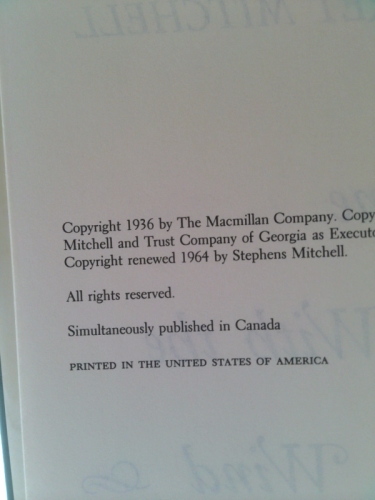 Copyright 1936 by The Macmillan Company. Copy
Mitchell and Trust Company of Georgia as Executo
Copyright renewed 1964 by Stephens Mitchell.
All rights reserved.
Simultaneously published in Canada
PRINTED IN THE UNITED STATES OF AMERICA